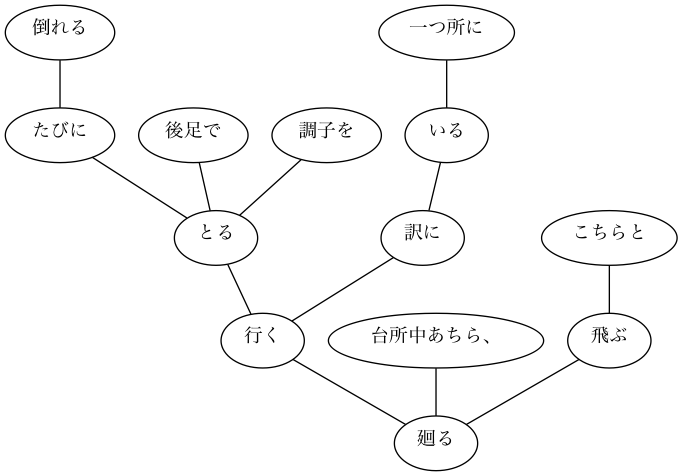 倒れる
一つ所に
たびに
後足で
調子を
いる
とる
訳に
こちらと
行く
台所中あちら、
飛ぶ
廻る